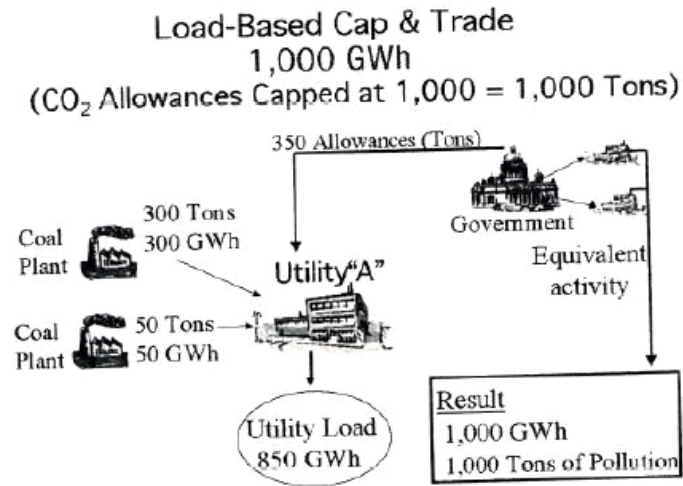 Load-Based Cap & Trade
1,000 GWh
(CO₂ Allowances Capped at 1,000 = 1,000 Tons)
350 Allowances (Tons)
Government
Equivalent
activity
300 Tons
300 GWh
Coal
Plant
Utility"A"
Coal
Plant
50 Tons
50 GWh
Utility Load
850 GWh
Result
1,000 GWh
1,000 Tons of Pollution